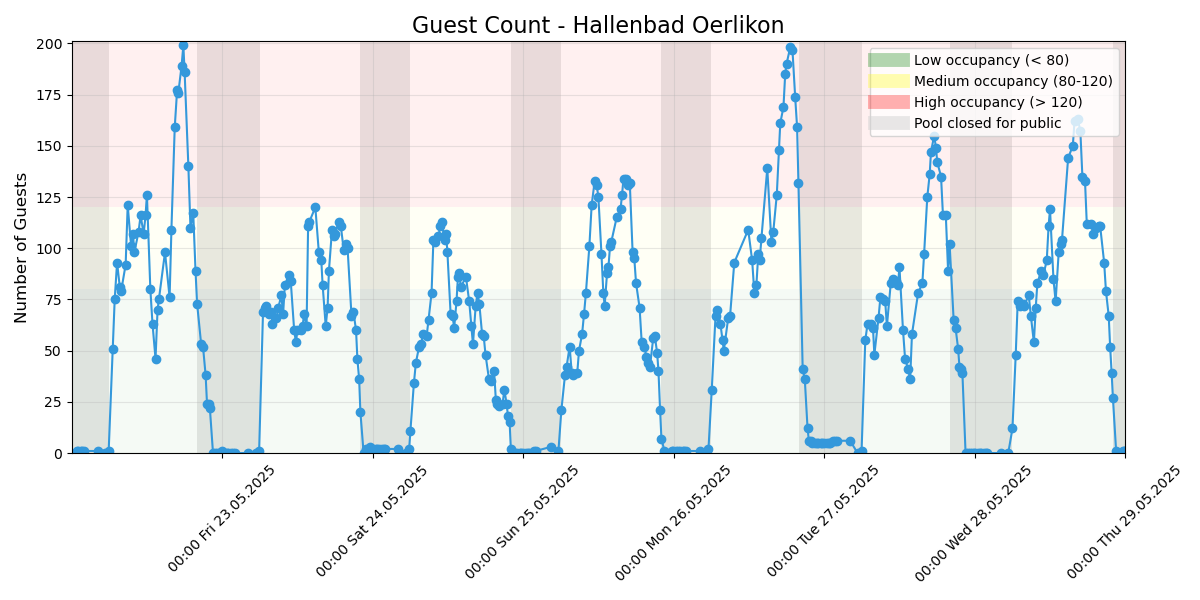 Guest Count - Hallenbad Oerlikon
Number of Guests
200
175
150
125
100
75
50
25
0
Low occupancy (< 80)
Medium occupancy (80-120)
High occupancy (> 120)
Pool closed for public
00:00 Fri 23.05.2025
00:00 Sat 24.05.2025
00:00 Sun 25.05.2025
00:00 Mon 26.05.2025
00:00 Tue 27.05.2025
00:00 Wed 28.05.2025
00:00 Thu 29.05.2025